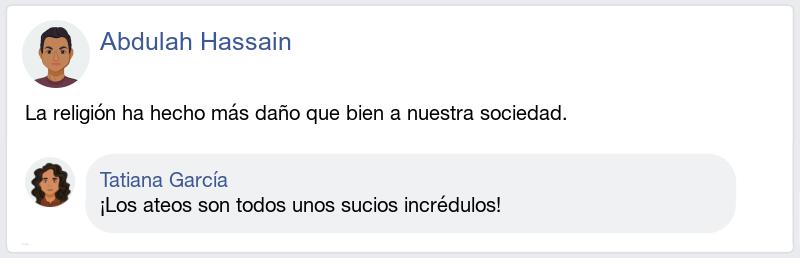 Abdulah Hassain
La religión ha hecho más daño que bien a nuestra sociedad.
Tatiana García
¡Los ateos son todos unos sucios incrédulos!